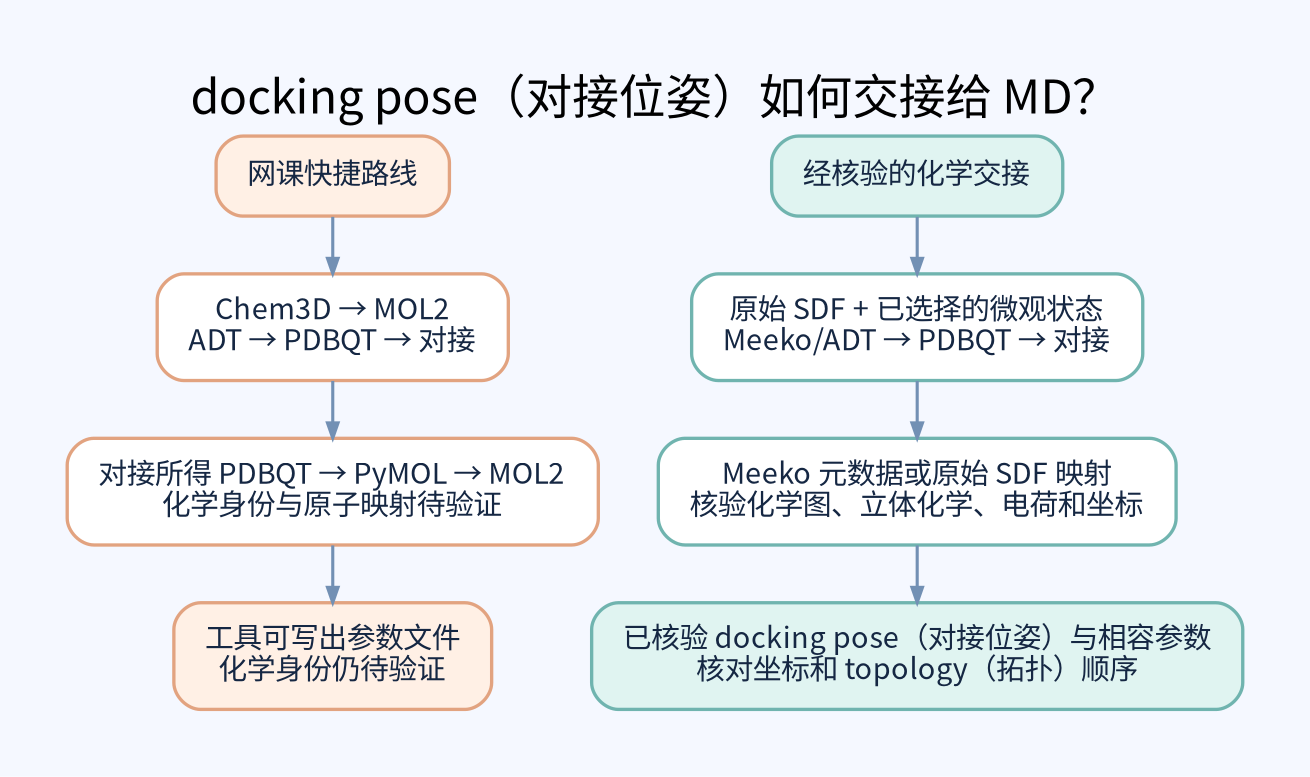 docking pose（对接位姿）如何交接给 MD？
网课快捷路线
Chem3D → MOL2
ADT → PDBQT → 对接
对接所得 PDBQT → PyMOL → MOL2
化学身份与原子映射待验证
工具可写出参数文件
化学身份仍待验证
经核验的化学交接
原始 SDF + 已选择的微观状态
Meeko/ADT → PDBQT → 对接
Meeko 元数据或原始 SDF 映射
核验化学图、立体化学、电荷和坐标
已核验 docking pose（对接位姿）与相容参数
核对坐标和 topology（拓扑）顺序